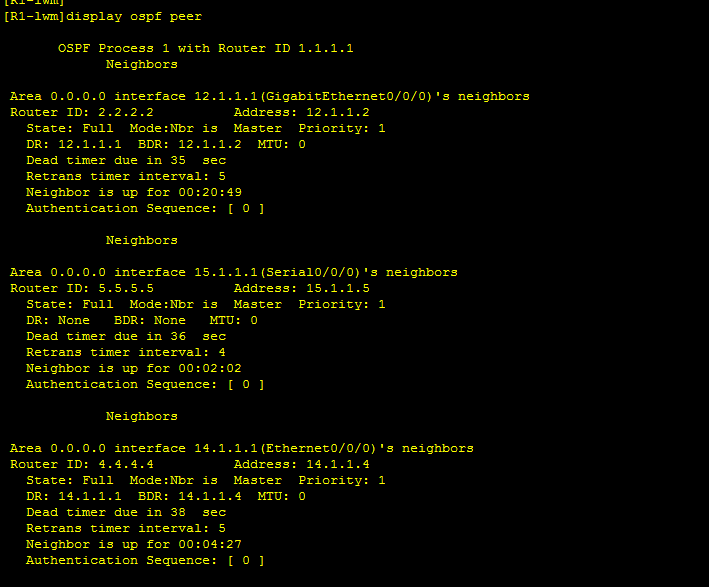 [R1-lwm]
[R1-lwm]display ospf peer
OSPF Process 1 with Router ID 1.1.1.1
Neighbors
Area 0.0.0.0 interface 12.1.1.1(GigabitEthernet0/0/0)'s neighbors
Router ID: 2.2.2.2 Address: 12.1.1.2
State: Full Mode:Nbr is Master Priority: 1
DR: 12.1.1.1 BDR: 12.1.1.2 MTU: 0
Dead timer due in 35 sec
Retrans timer interval: 5
Neighbor is up for 00:20:49
Authentication Sequence: [ 0 ]
Neighbors
Area 0.0.0.0 interface 15.1.1.1(Serial0/0/0)'s neighbors
Router ID: 5.5.5.5 Address: 15.1.1.5
State: Full Mode:Nbr is Master Priority: 1
DR: None BDR: None MTU: 0
Dead timer due in 36 sec
Retrans timer interval: 4
Neighbor is up for 00:02:02
Authentication Sequence: [ 0 ]
Neighbors
Area 0.0.0.0 interface 14.1.1.1(Ethernet0/0/0)'s neighbors
Router ID: 4.4.4.4 Address: 14.1.1.4
State: Full Mode:Nbr is Master Priority: 1
DR: 14.1.1.1 BDR: 14.1.1.4 MTU: 0
Dead timer due in 38 sec
Retrans timer interval: 5
Neighbor is up for 00:04:27
Authentication Sequence: [ 0 ]